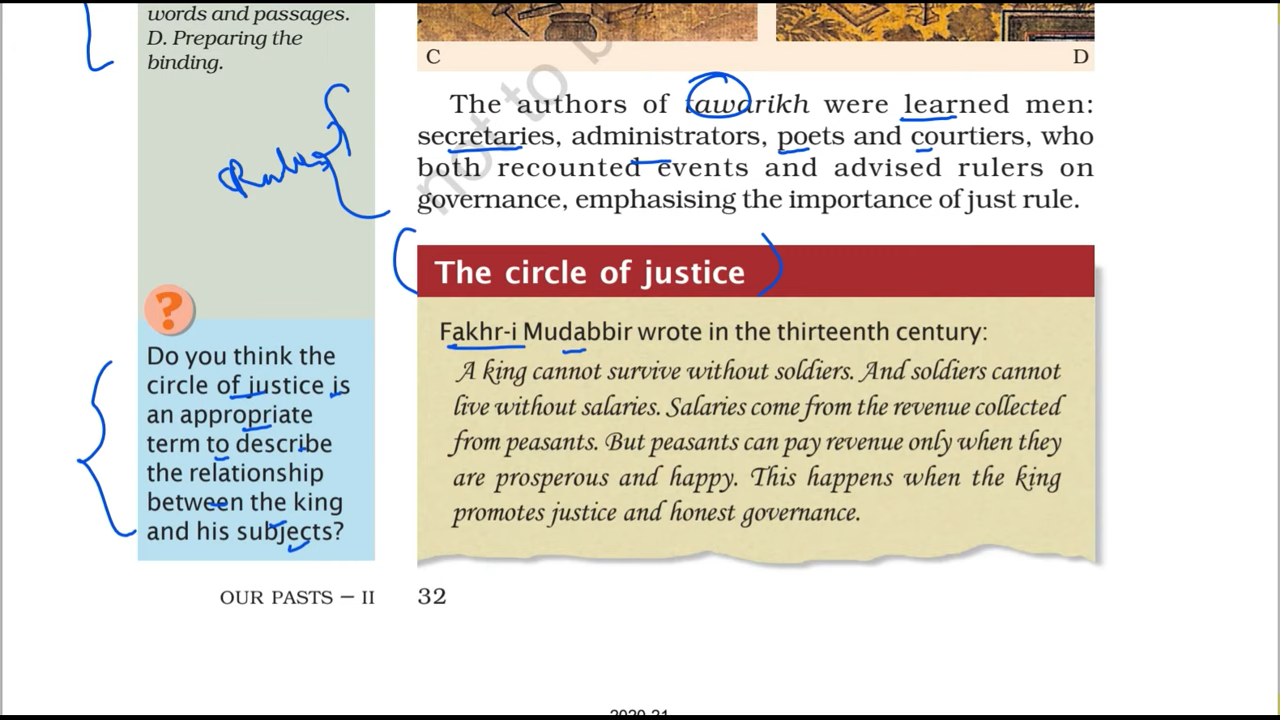 words and passages.
D. Preparing the
binding.
C
D
not to b
The authors of tawarikh were learned men:
secretaries, administrators, poets and courtiers, who
both recounted events and advised rulers on
governance, emphasising the importance of just rule.
The circle of justice
Fakhr-i Mudabbir wrote in the thirteenth century:
A king cannot survive without soldiers. And soldiers cannot
live without salaries. Salaries come from the revenue collected
from peasants. But peasants can pay revenue only when they
are prosperous and happy. This happens when the king
promotes justice and honest governance.
?
Do you think the
circle of justice is
an appropriate
term to describe
the relationship
between the king
and his subjects?
OUR PASTS – II
32
2020-21